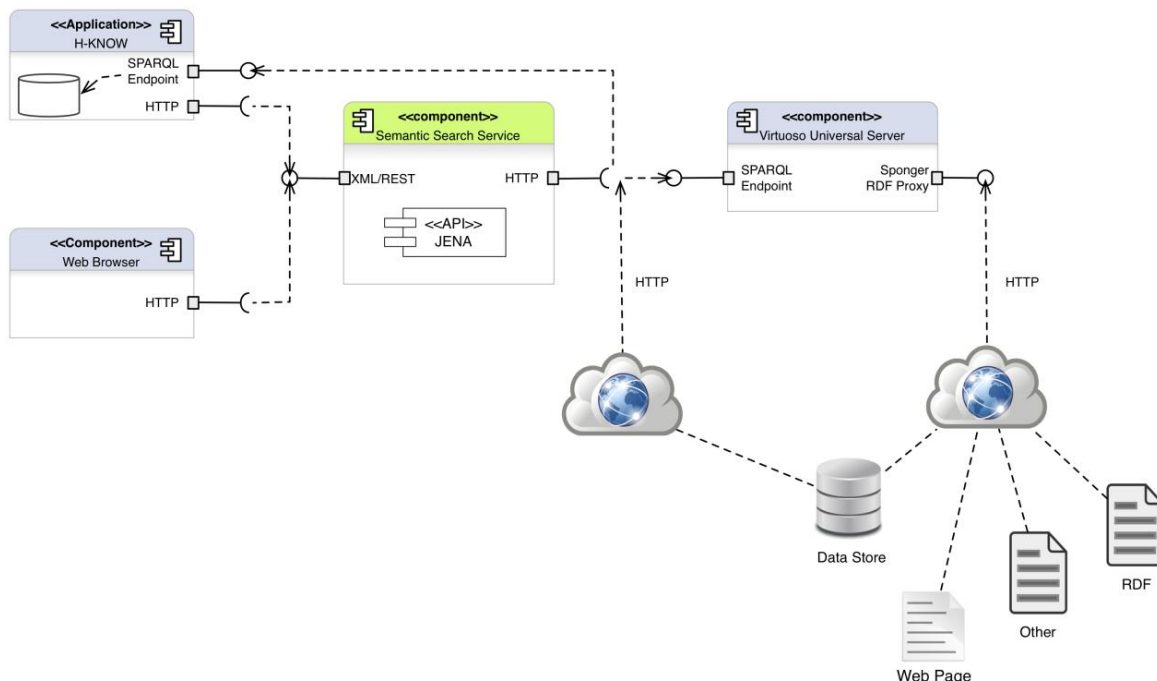 <<Application>>
H-KNOW
SPARQL
Endpoint
HTTP
<<component>>
Semantic Search Service
XML/REST
HTTP
<<API>>
JENA
<<component>>
Virtuoso Universal Server
SPARQL
Endpoint
Sponger
RDF Proxy
<<Component>>
Web Browser
HTTP
HTTP
HTTP
Data Store
RDF
Other
Web Page